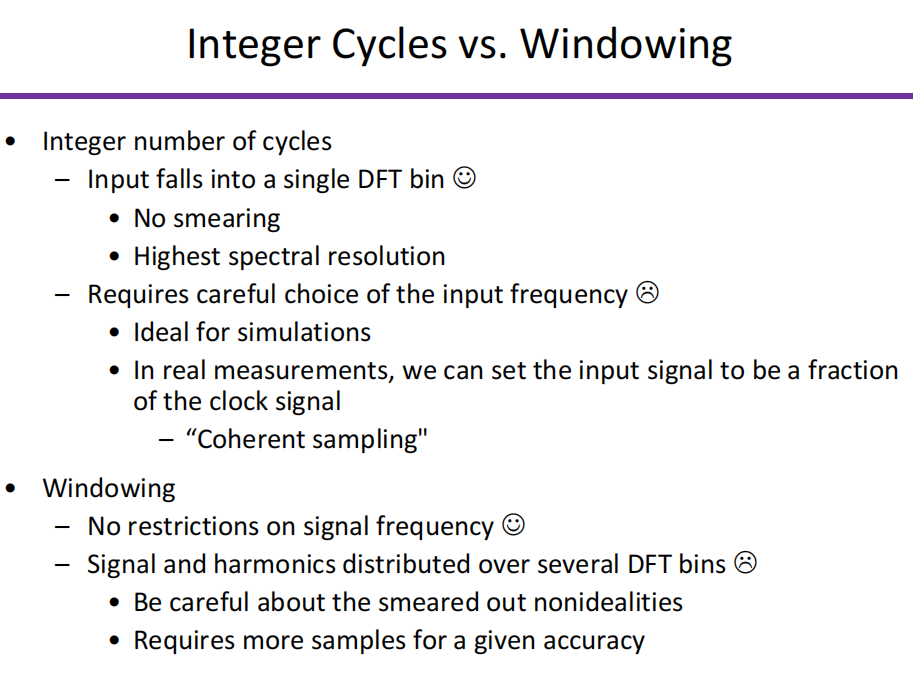 Integer Cycles vs. Windowing
• Integer number of cycles
– Input falls into a single DFT bin ☺
• No smearing
• Highest spectral resolution
– Requires careful choice of the input frequency ☹
• Ideal for simulations
• In real measurements, we can set the input signal to be a fraction
of the clock signal
– “Coherent sampling"
• Windowing
– No restrictions on signal frequency ☺
– Signal and harmonics distributed over several DFT bins ☹
• Be careful about the smeared out nonidealities
• Requires more samples for a given accuracy